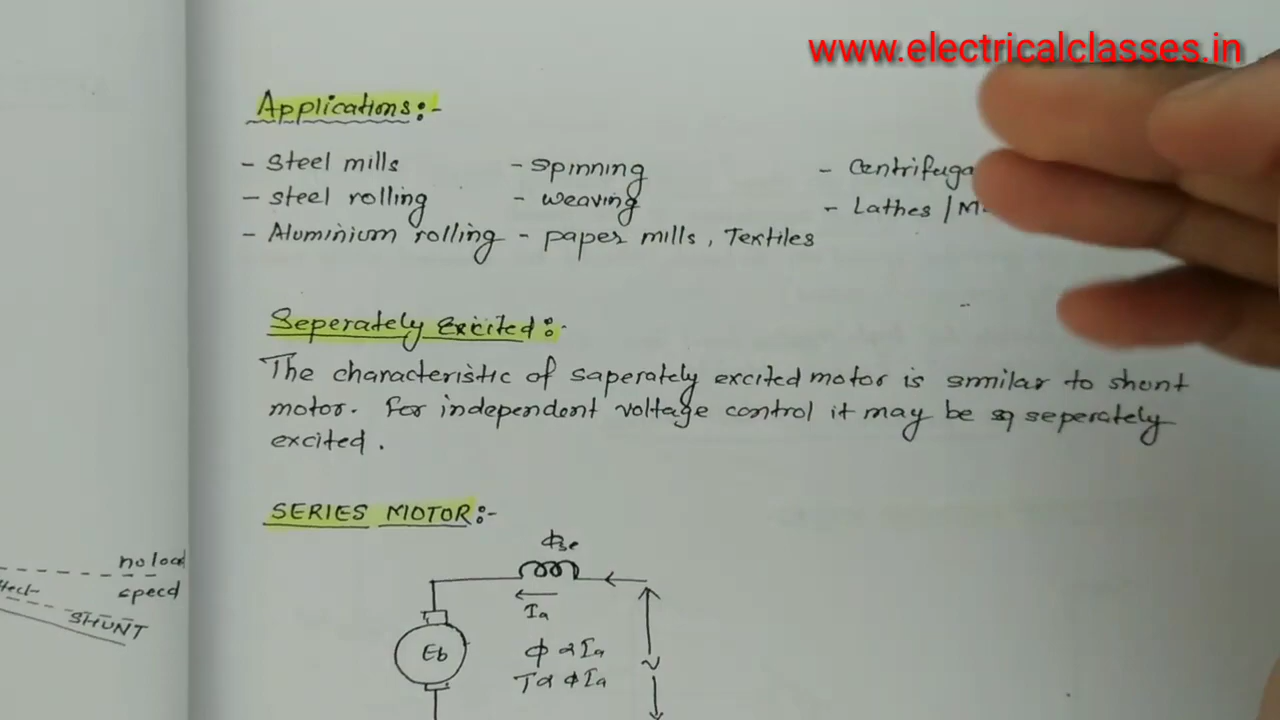 www.electricalclasses.in
Applications:-
- Steel mills - spinning - Centrifuga
- steel rolling - weaving - Lathes / M
- Aluminium rolling - paper mills, Textiles
Seperately Excited:-
The characteristic of saperately excited motor is similar to shunt
motor. For independent voltage control it may be seperately
excited.
SERIES MOTOR:-
Φse
Ia
Eb
Φ ∝ Ia
T ∝ Φ Ia
V
no load
speed
SHUNT